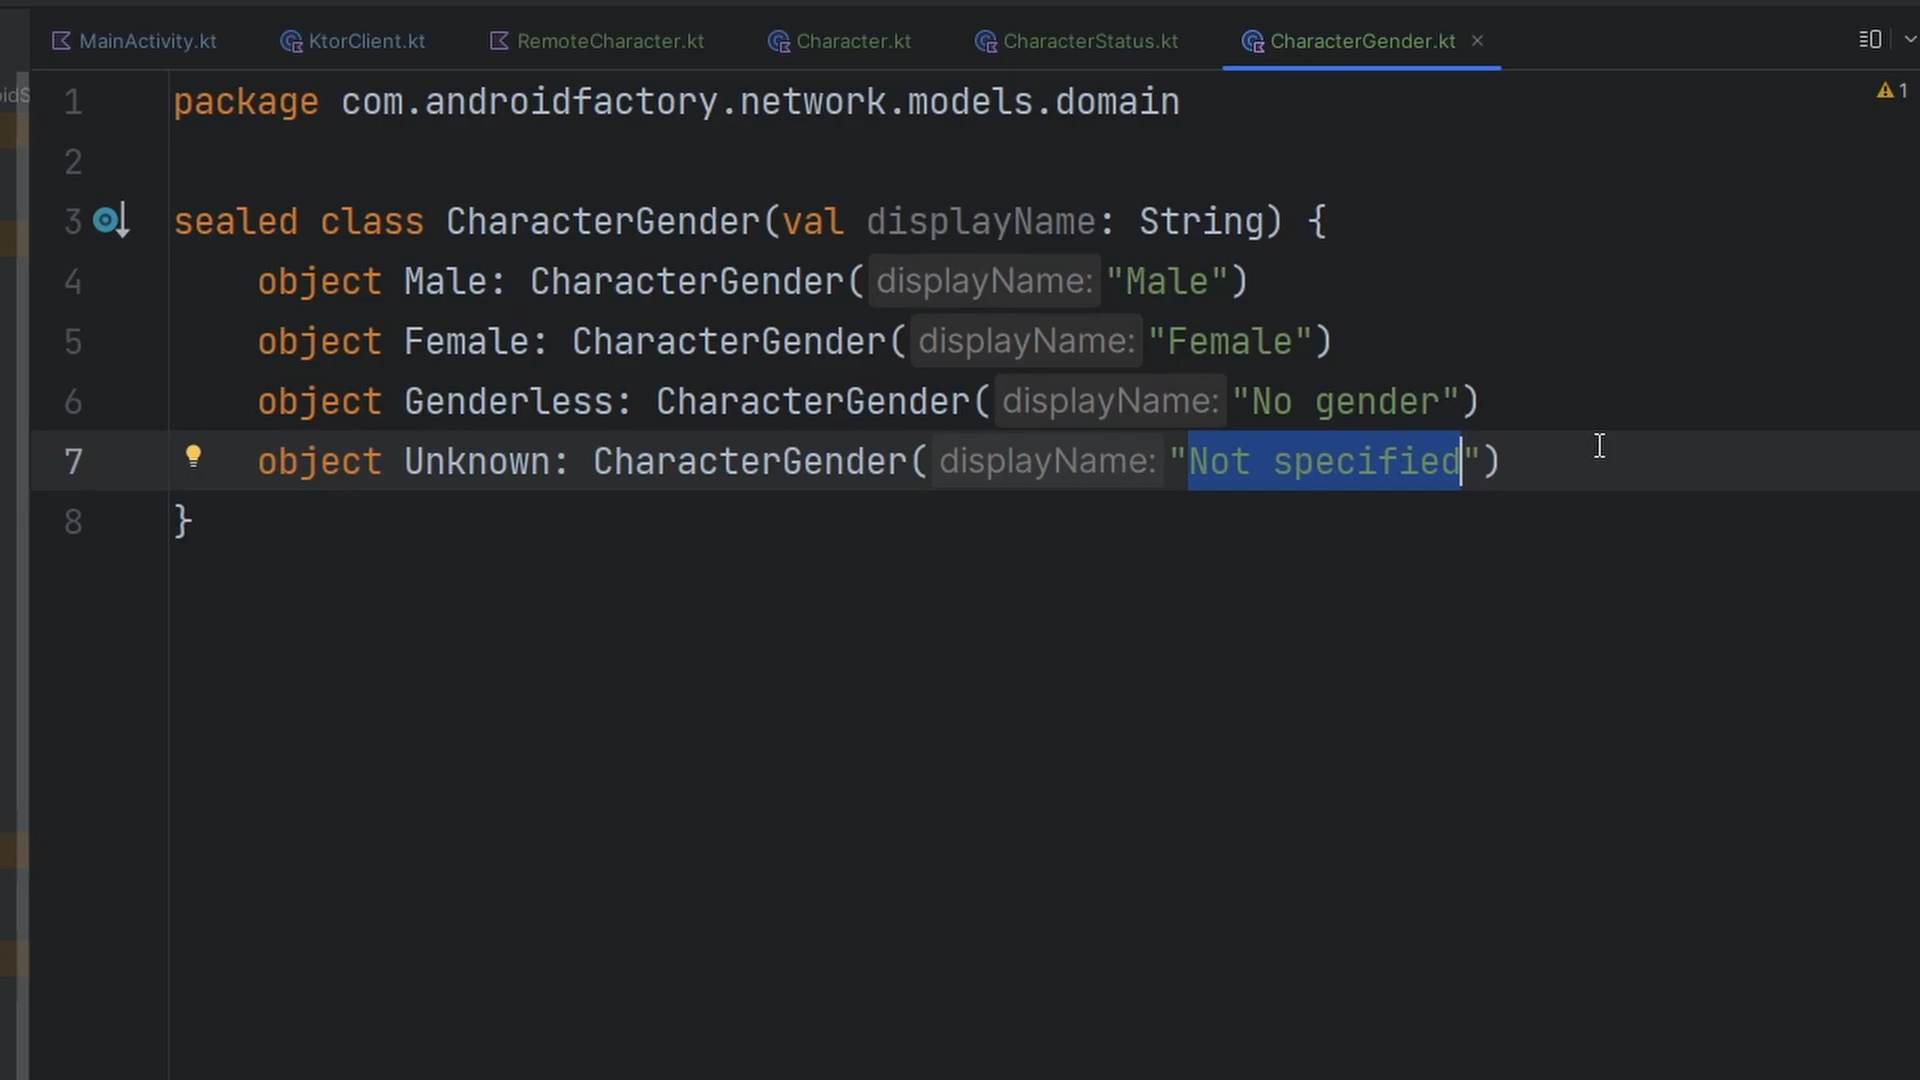 MainActivity.kt KtorClient.kt RemoteCharacter.kt Character.kt CharacterStatus.kt CharacterGender.kt
oidS
1 package com.androidfactory.network.models.domain
1
2
3 sealed class CharacterGender(val displayName: String) {
4 object Male: CharacterGender( displayName: "Male")
5 object Female: CharacterGender( displayName: "Female")
6 object Genderless: CharacterGender( displayName: "No gender")
7 object Unknown: CharacterGender( displayName: "Not specified")
8 }